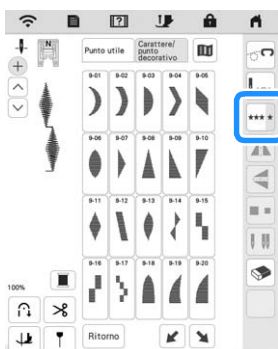 ?
N
Punto utile
Carattere/
punto
decorativo
9-01 9-02 9-03 9-04 9-05
9-06 9-07 9-08 9-09 9-10
9-11 9-12 9-13 9-14 9-15
9-16 9-17 9-18 9-19 9-20
100%
Ritorno